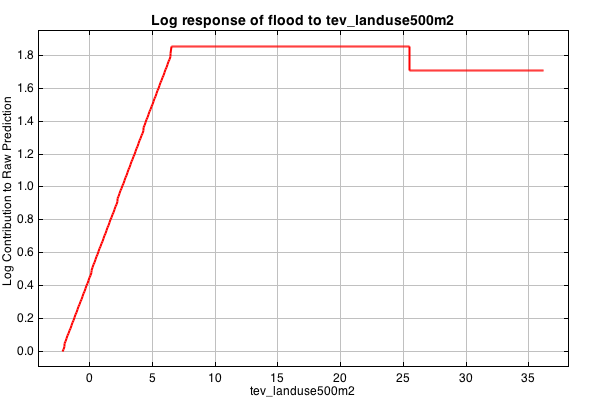 Log response of flood to tev_landuse500m2
Log Contribution to Raw Prediction
1.8
1.6
1.4
1.2
1.0
0.8
0.6
0.4
0.2
0.0
0 5 10 15 20 25 30 35
tev_landuse500m2